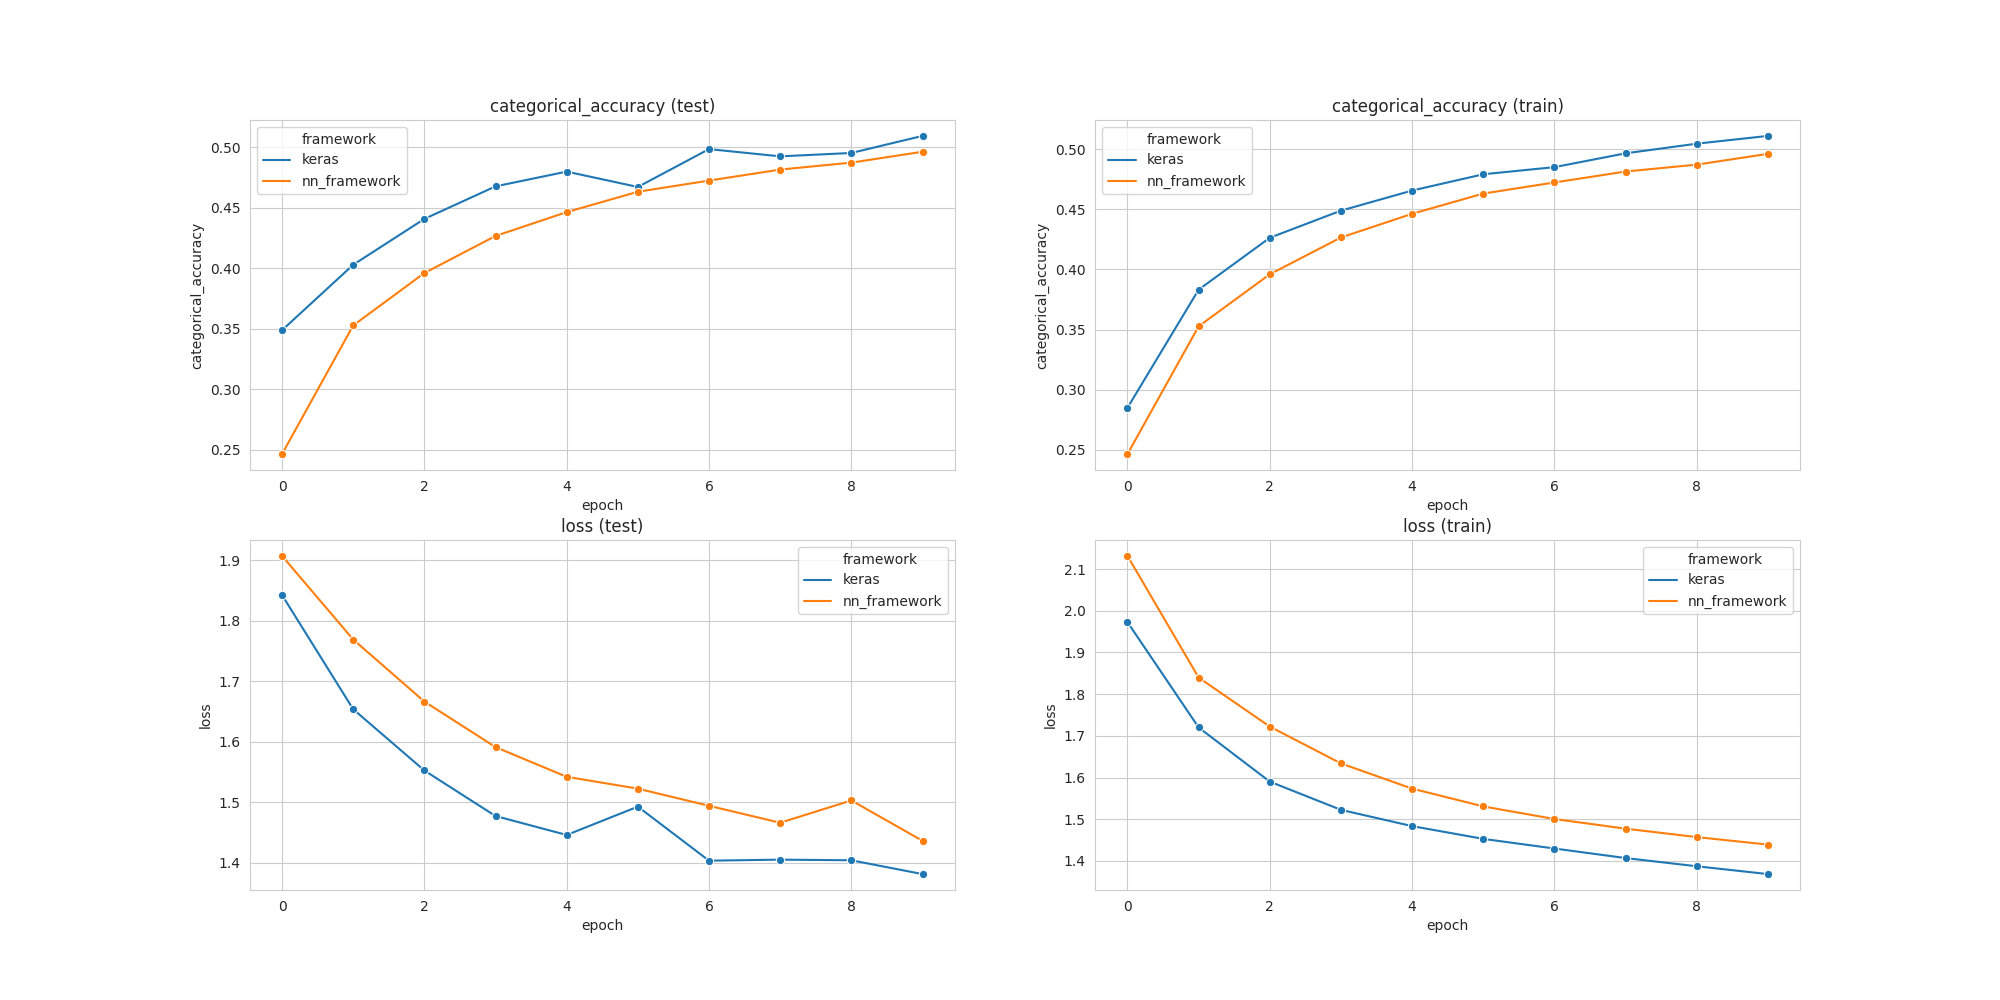 categorical_accuracy (test)
framework
keras
nn_framework
categorical_accuracy
0.50
0.45
0.40
0.35
0.30
0.25
0 2 4 6 8
epoch
categorical_accuracy (train)
framework
keras
nn_framework
categorical_accuracy
0.50
0.45
0.40
0.35
0.30
0.25
0 2 4 6 8
epoch
loss (test)
framework
keras
nn_framework
loss
1.9
1.8
1.7
1.6
1.5
1.4
0 2 4 6 8
epoch
loss (train)
framework
keras
nn_framework
loss
2.1
2.0
1.9
1.8
1.7
1.6
1.5
1.4
0 2 4 6 8
epoch